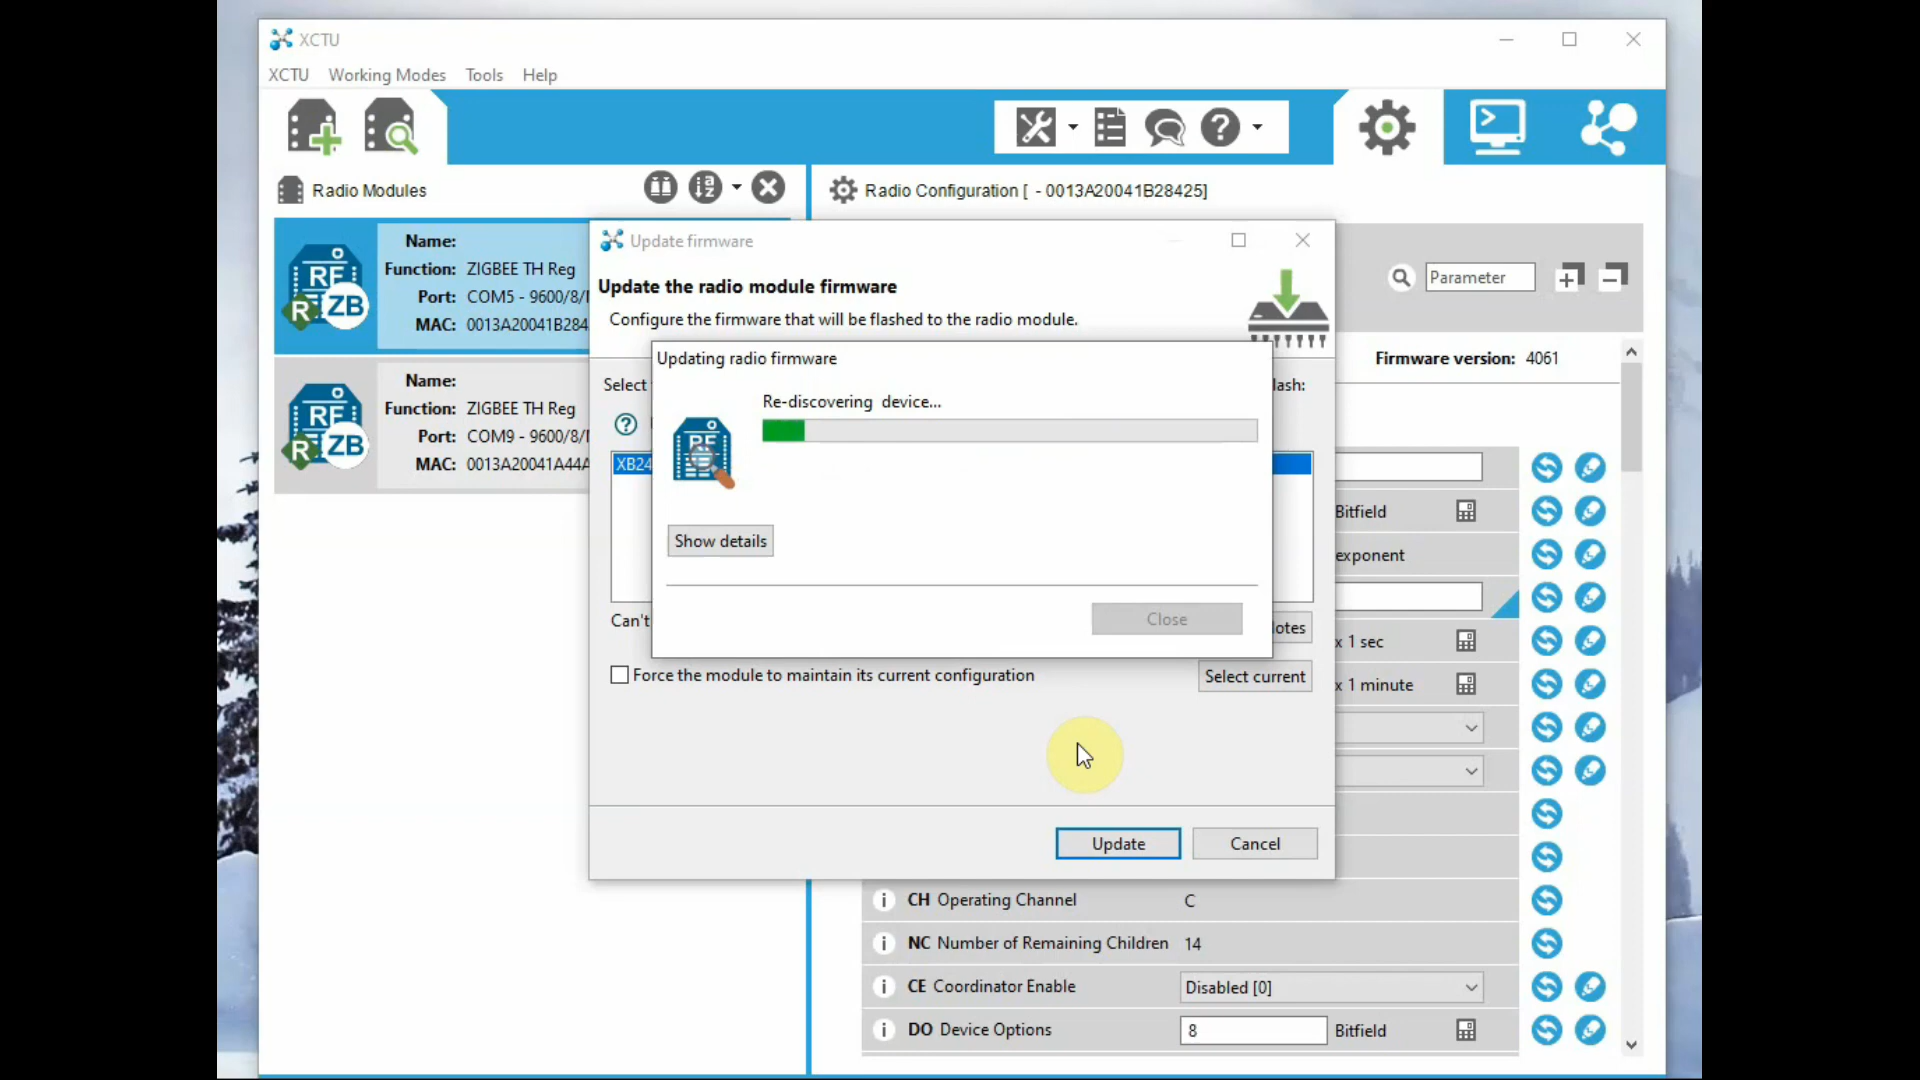 XCTU
XCTU Working Modes Tools Help
Radio Modules
Radio Configuration [ - 0013A20041B28425]
Name:
Function: ZIGBEE TH Reg
Port: COM5 - 9600/8/
MAC: 0013A20041B284
Name:
Function: ZIGBEE TH Reg
Port: COM9 - 9600/8/
MAC: 0013A20041A44A
Update firmware
Update the radio module firmware
Configure the firmware that will be flashed to the radio module.
Select
lash:
XB24
Can't
otes
Updating radio firmware
Re-discovering device...
Show details
Close
Force the module to maintain its current configuration
Select current
Update
Cancel
Parameter
Firmware version: 4061
Bitfield
exponent
x 1 sec
x 1 minute
CH Operating Channel C
NC Number of Remaining Children 14
CE Coordinator Enable Disabled [0]
DO Device Options 8 Bitfield